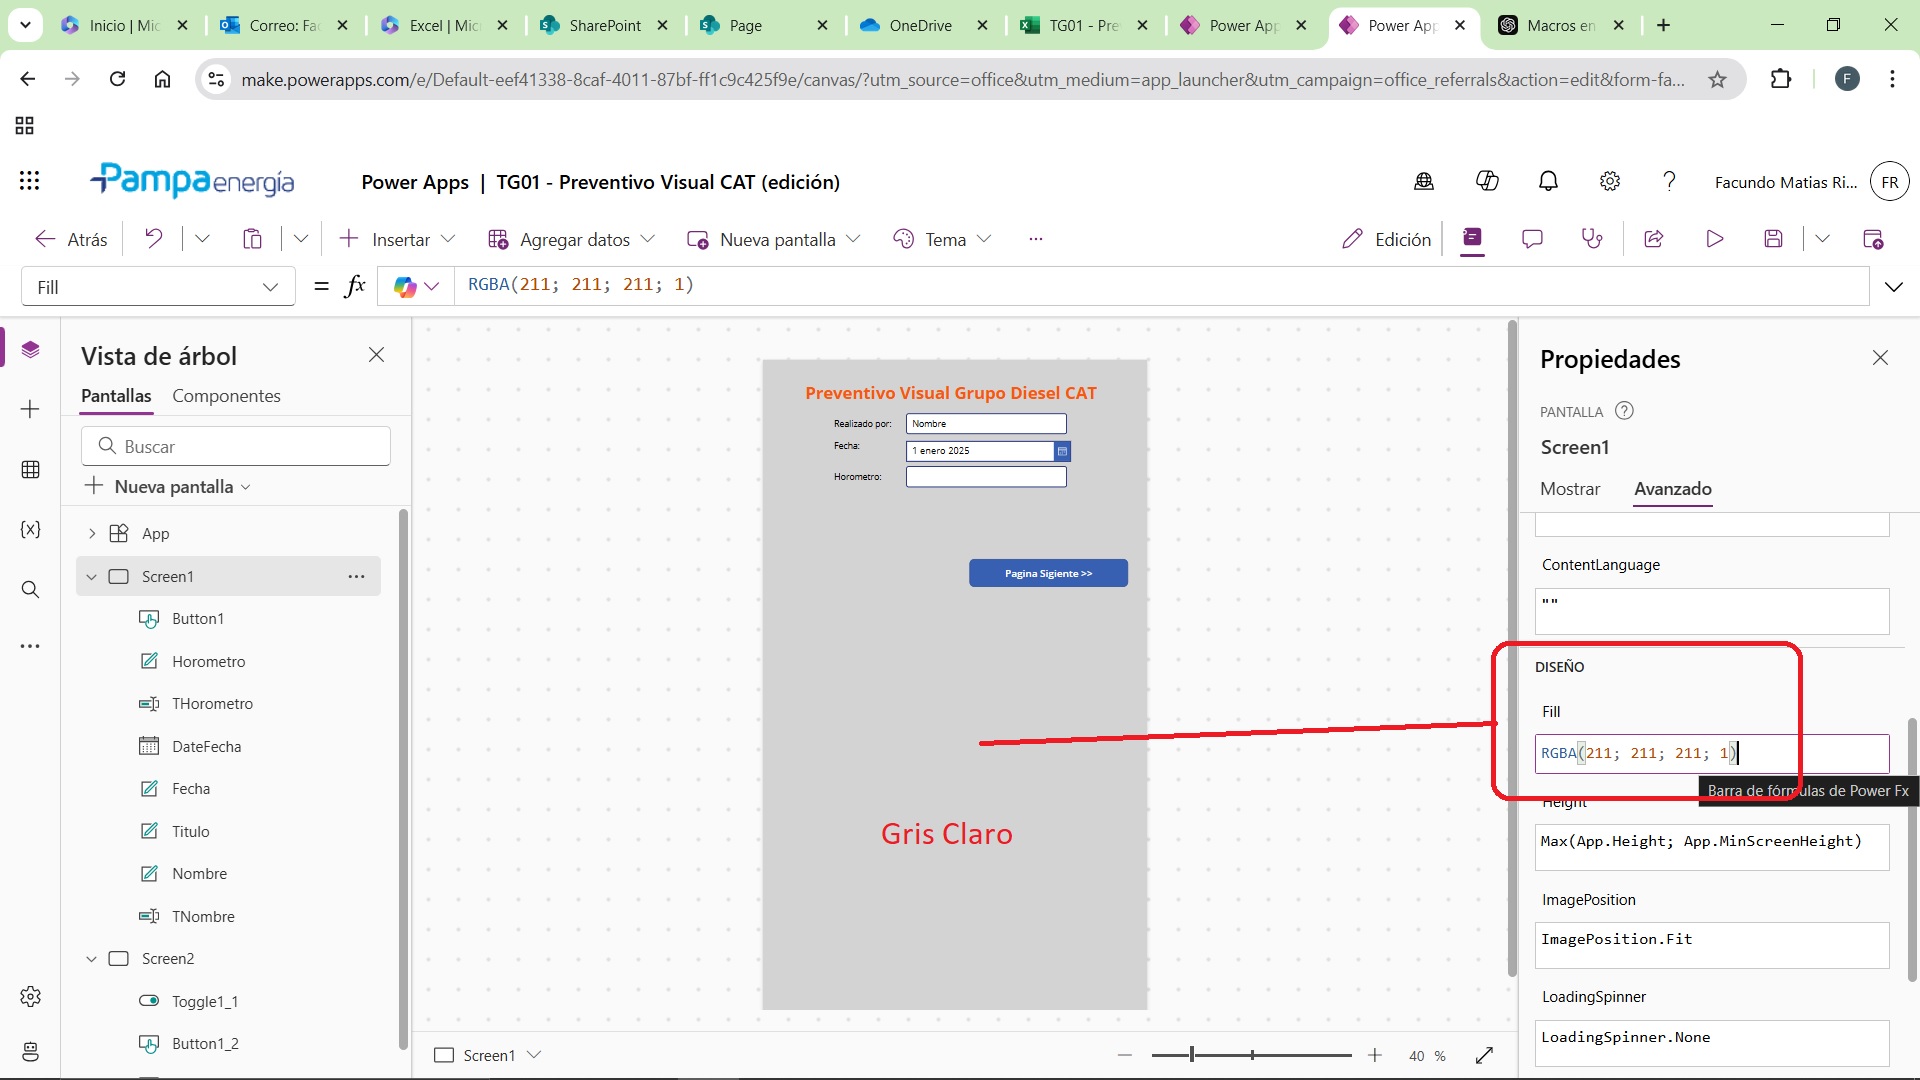 Inicio | Mic
Correo: Fac
Excel | Micr
SharePoint
Page
OneDrive
TG01 - Prev
Power App
Power App
Macros en
make.powerapps.com/e/Default-eef41338-8caf-4011-87bf-ff1c9c425f9e/canvas/?utm_source=office&utm_medium=app_launcher&utm_campaign=office_referrals&action=edit&form-fa...
F
Pampa energía
Power Apps | TG01 - Preventivo Visual CAT (edición)
Facundo Matias Ri...
FR
Atrás
Insertar
Agregar datos
Nueva pantalla
Tema
...
Edición
Fill
= fx
RGBA(211; 211; 211; 1)
Vista de árbol
Pantallas
Componentes
Buscar
Nueva pantalla
App
Screen1
Button1
Horometro
THorometro
DateFecha
Fecha
Titulo
Nombre
TNombre
Screen2
Toggle1_1
Button1_2
Preventivo Visual Grupo Diesel CAT
Realizado por:
Nombre
Fecha:
1 enero 2025
Horometro:
Pagina Sigiente >>
Gris Claro
Screen1
40 %
Propiedades
PANTALLA
Screen1
Mostrar
Avanzado
ContentLanguage
""
DISEÑO
Fill
RGBA(211; 211; 211; 1)
Barra de fórmulas de Power Fx
Height
Max(App.Height; App.MinScreenHeight)
ImagePosition
ImagePosition.Fit
LoadingSpinner
LoadingSpinner.None